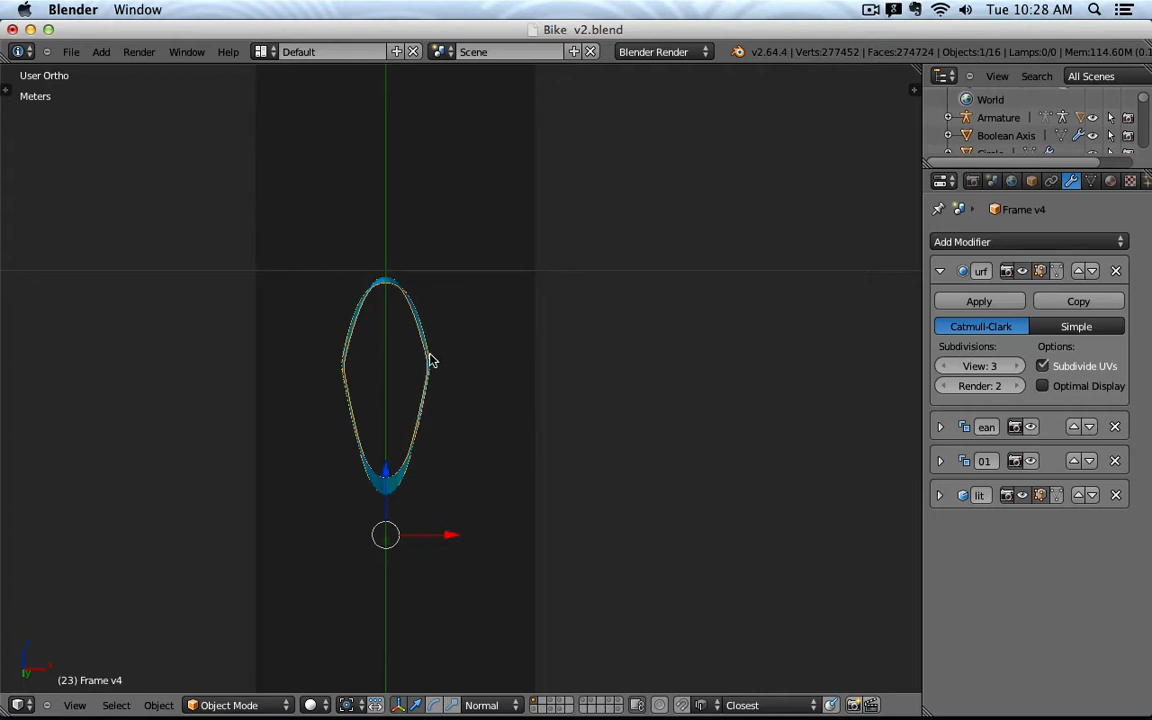 Blender Window Tue 10:28 AM
Bike v2.blend
File Add Render Window Help Default Scene Blender Render v2.64.4 | Verts:277452 | Faces:274724 | Objects:1/16 | Lamps:0/0 | Mem:114.60M (0.1
User Ortho
Meters
View Search All Scenes
World
Armature
Boolean Axis
Circle
Frame v4
Add Modifier
urf
Apply Copy
Catmull-Clark Simple
Subdivisions: Options:
View: 3 Subdivide UVs
Render: 2 Optimal Display
ean
01
lit
(23) Frame v4
View Select Object Object Mode Normal Closest